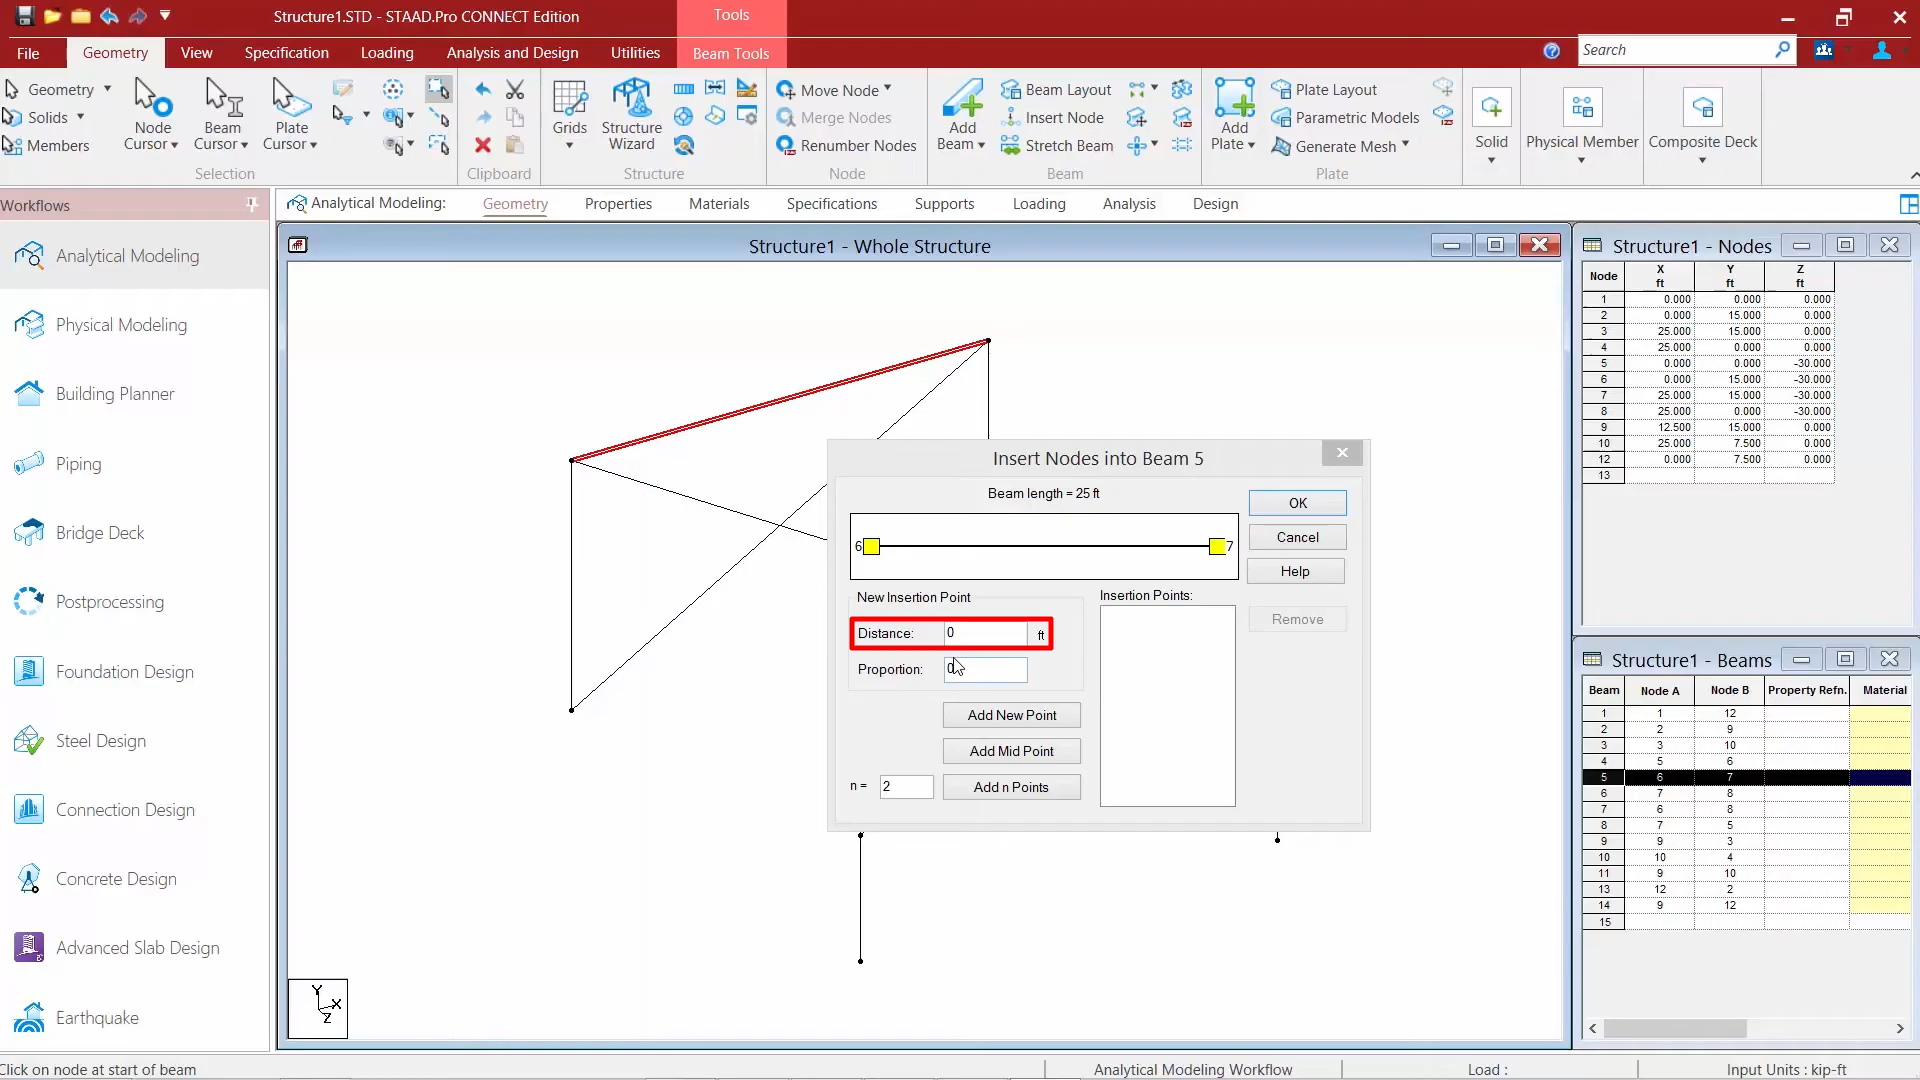 Structure1.STD - STAAD.Pro CONNECT Edition
Tools
File
Geometry
View
Specification
Loading
Analysis and Design
Utilities
Beam Tools
Search
Geometry
Solids
Members
Node Cursor
Beam Cursor
Plate Cursor
Selection
Clipboard
Grids
Structure Wizard
Structure
Move Node
Merge Nodes
Renumber Nodes
Node
Add Beam
Beam Layout
Insert Node
Stretch Beam
Beam
Add Plate
Plate Layout
Parametric Models
Generate Mesh
Plate
Solid
Physical Member
Composite Deck
Workflows
Analytical Modeling: Geometry Properties Materials Specifications Supports Loading Analysis Design
Analytical Modeling
Physical Modeling
Building Planner
Piping
Bridge Deck
Postprocessing
Foundation Design
Steel Design
Connection Design
Concrete Design
Advanced Slab Design
Earthquake
Structure1 - Whole Structure
Y
X
Z
Insert Nodes into Beam 5
Beam length = 25 ft
6 7
OK
Cancel
Help
New Insertion Point
Distance: 0 ft
Proportion: 0
Add New Point
Add Mid Point
n = 2 Add n Points
Insertion Points:
Remove
Structure1 - Nodes
Node X ft Y ft Z ft
1 0.000 0.000 0.000
2 0.000 15.000 0.000
3 25.000 15.000 0.000
4 25.000 0.000 0.000
5 0.000 0.000 -30.000
6 0.000 15.000 -30.000
7 25.000 15.000 -30.000
8 25.000 0.000 -30.000
9 12.500 15.000 0.000
10 25.000 7.500 0.000
12 0.000 7.500 0.000
13
Structure1 - Beams
Beam Node A Node B Property Refn. Material
1 1 12
2 2 9
3 3 10
4 5 6
5 6 7
6 7 8
7 6 8
8 7 5
9 9 3
10 10 4
11 9 10
13 12 2
14 9 12
15
Click on node at start of beam
Analytical Modeling Workflow
Load :
Input Units : kip-ft